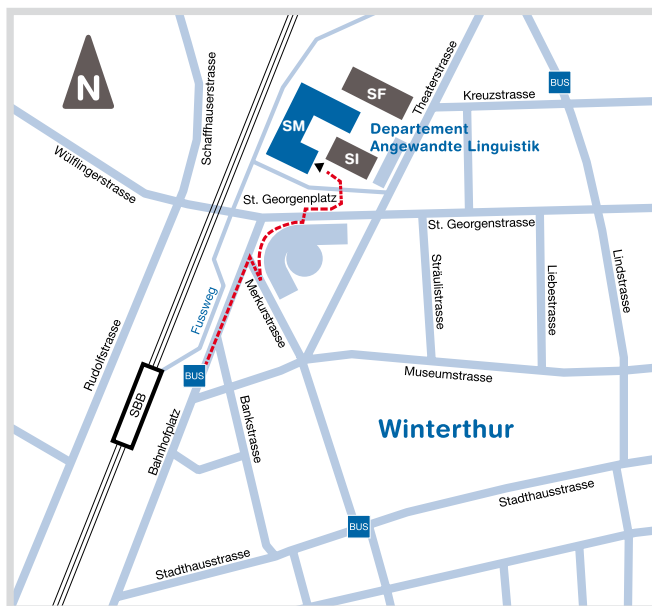 N
Schaffhauserstrasse
Theaterstrasse
BUS
SF
Kreuzstrasse
SM
Departement
Angewandte Linguistik
SI
Wülflingerstrasse
St. Georgenplatz
St. Georgenstrasse
Sträulistrasse
Liebestrasse
Lindstrasse
Fussweg
Merkurstrasse
Rudolfstrasse
BUS
Museumstrasse
SBB
Bahnhofplatz
Bankstrasse
Winterthur
Stadthausstrasse
BUS
Stadthausstrasse